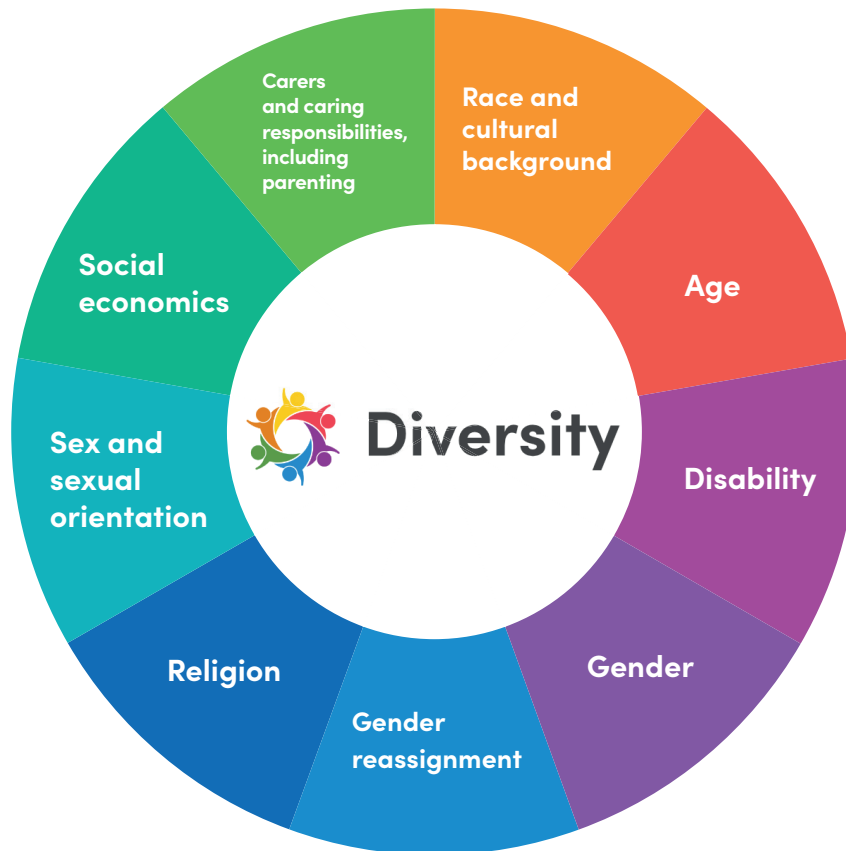 Carers
and caring
responsibilities,
including
parenting
Race and
cultural
background
Age
Disability
Gender
Gender
reassignment
Religion
Sex and
sexual
orientation
Social
economics
Diversity